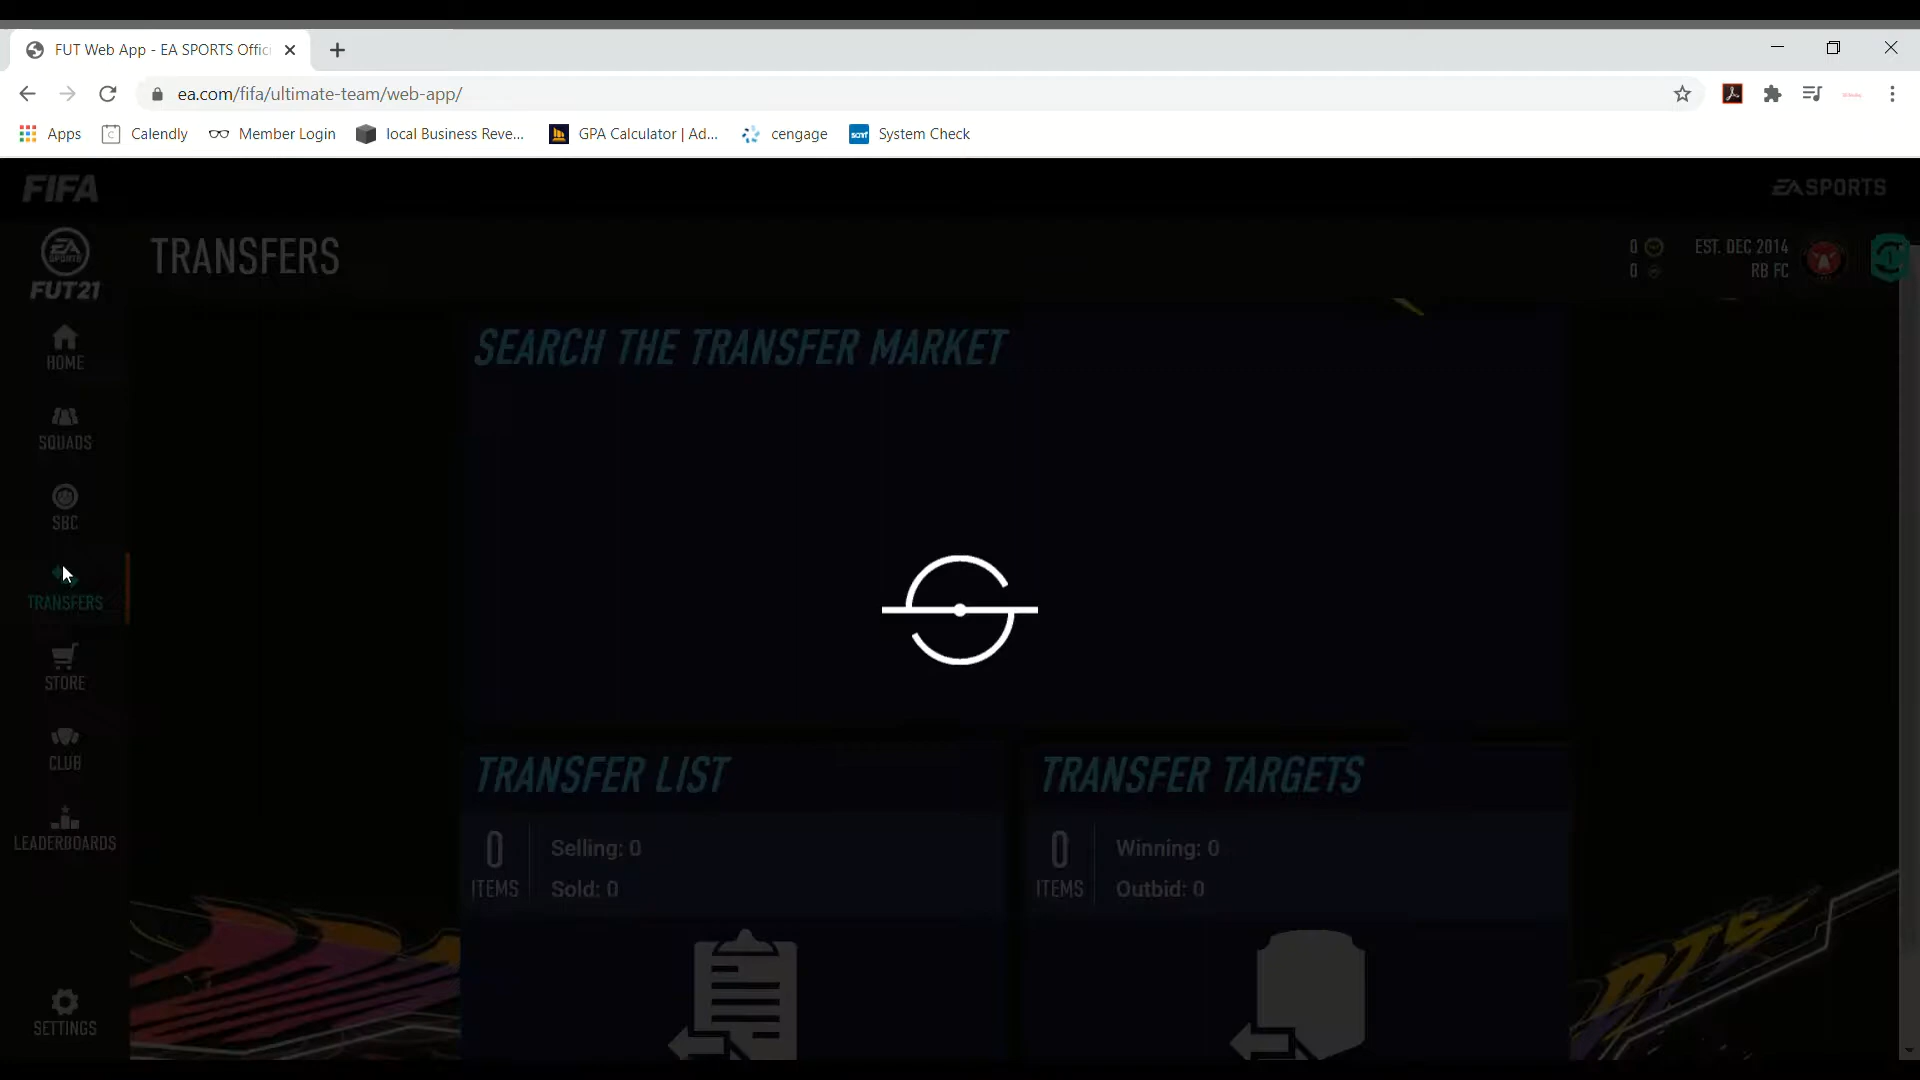 FUT Web App - EA SPORTS Offic
ea.com/fifa/ultimate-team/web-app/
Apps
Calendly
Member Login
local Business Reve...
GPA Calculator | Ad...
cengage
System Check
FIFA
EA SPORTS
EA SPORTS
FUT21
TRANSFERS
0
0
EST. DEC 2014
RB FC
1
HOME
SQUADS
SBC
TRANSFERS
STORE
CLUB
LEADERBOARDS
SETTINGS
SEARCH THE TRANSFER MARKET
TRANSFER LIST
0
ITEMS
Selling: 0
Sold: 0
TRANSFER TARGETS
0
ITEMS
Winning: 0
Outbid: 0